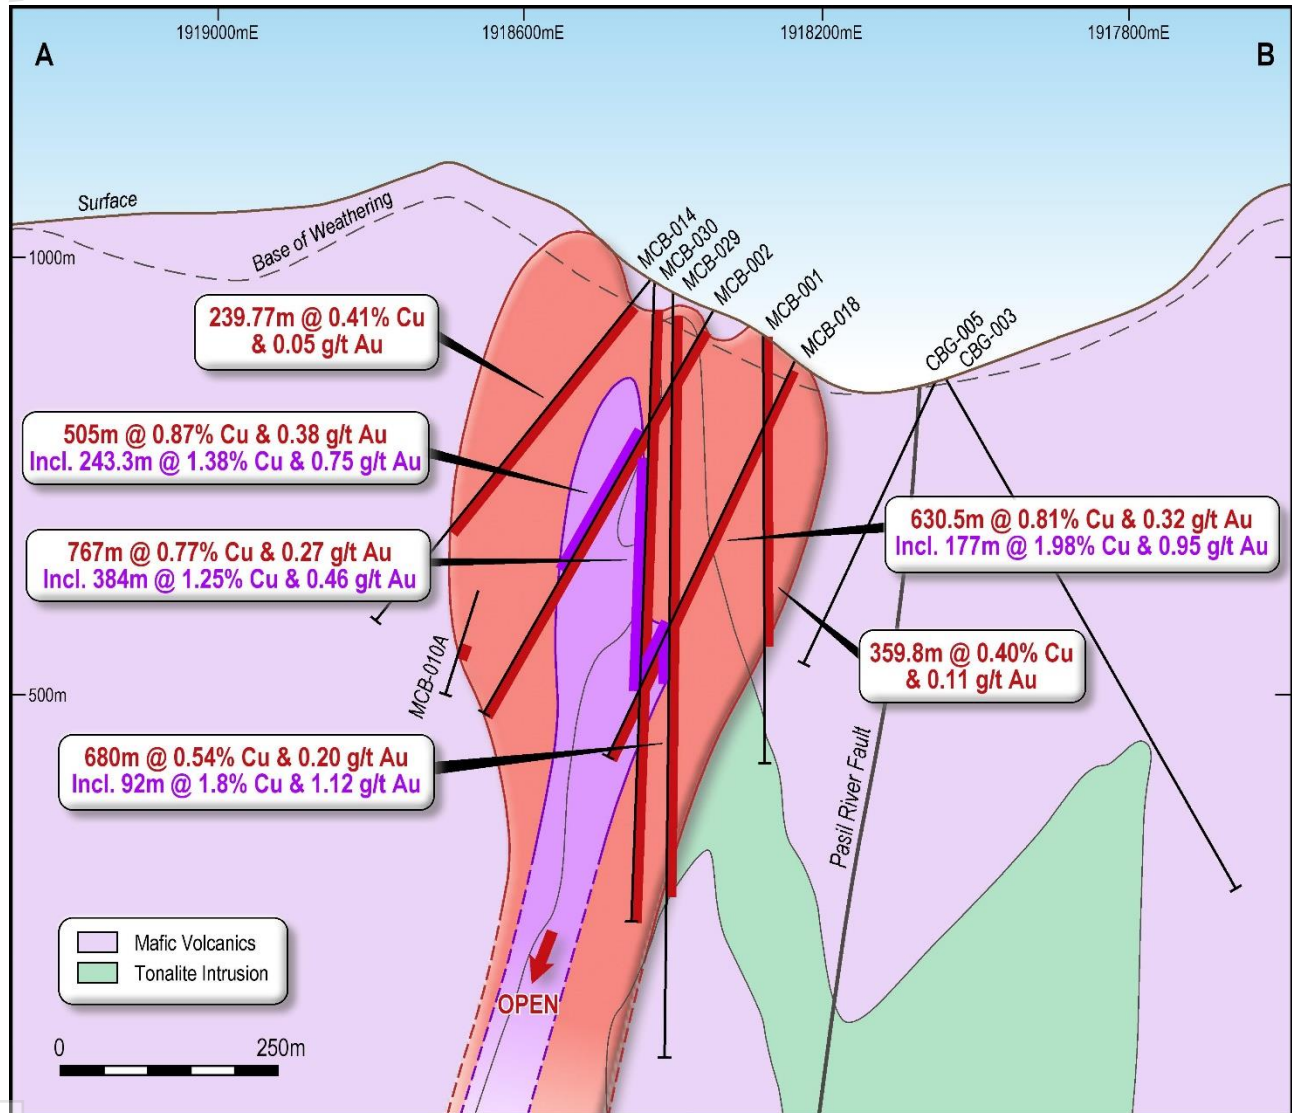 1919000mE
1918600mE
1918200mE
1917800mE
A
B
Surface
Base of Weathering
MCB-014
MCB-030
MCB-029
MCB-002
MCB-001
MCB-018
CBG-005
CBG-003
1000m
239.77m @ 0.41% Cu
& 0.05 g/t Au
505m @ 0.87% Cu & 0.38 g/t Au
Incl. 243.3m @ 1.38% Cu & 0.75 g/t Au
767m @ 0.77% Cu & 0.27 g/t Au
Incl. 384m @ 1.25% Cu & 0.46 g/t Au
630.5m @ 0.81% Cu & 0.32 g/t Au
Incl. 177m @ 1.98% Cu & 0.95 g/t Au
359.8m @ 0.40% Cu
& 0.11 g/t Au
MCB-010A
500m
680m @ 0.54% Cu & 0.20 g/t Au
Incl. 92m @ 1.8% Cu & 1.12 g/t Au
Pasil River Fault
Mafic Volcanics
Tonalite Intrusion
OPEN
0
250m